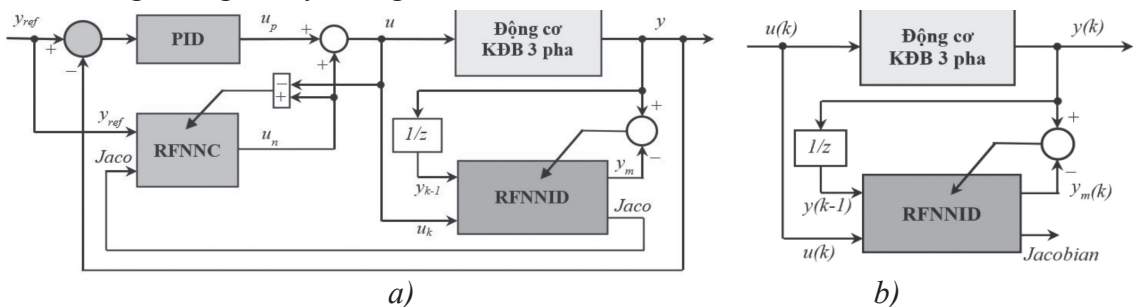 y_ref
+
−
PID
u_p
+
+
u
Động cơ
KĐB 3 pha
y
−
+
y_ref
Jaco
RFNNC
u_n
1/z
y_k-1
u_k
RFNNID
+
−
y_m
Jaco
a)
u(k)
Động cơ
KĐB 3 pha
y(k)
1/z
y(k-1)
u(k)
RFNNID
+
−
y_m(k)
Jacobian
b)